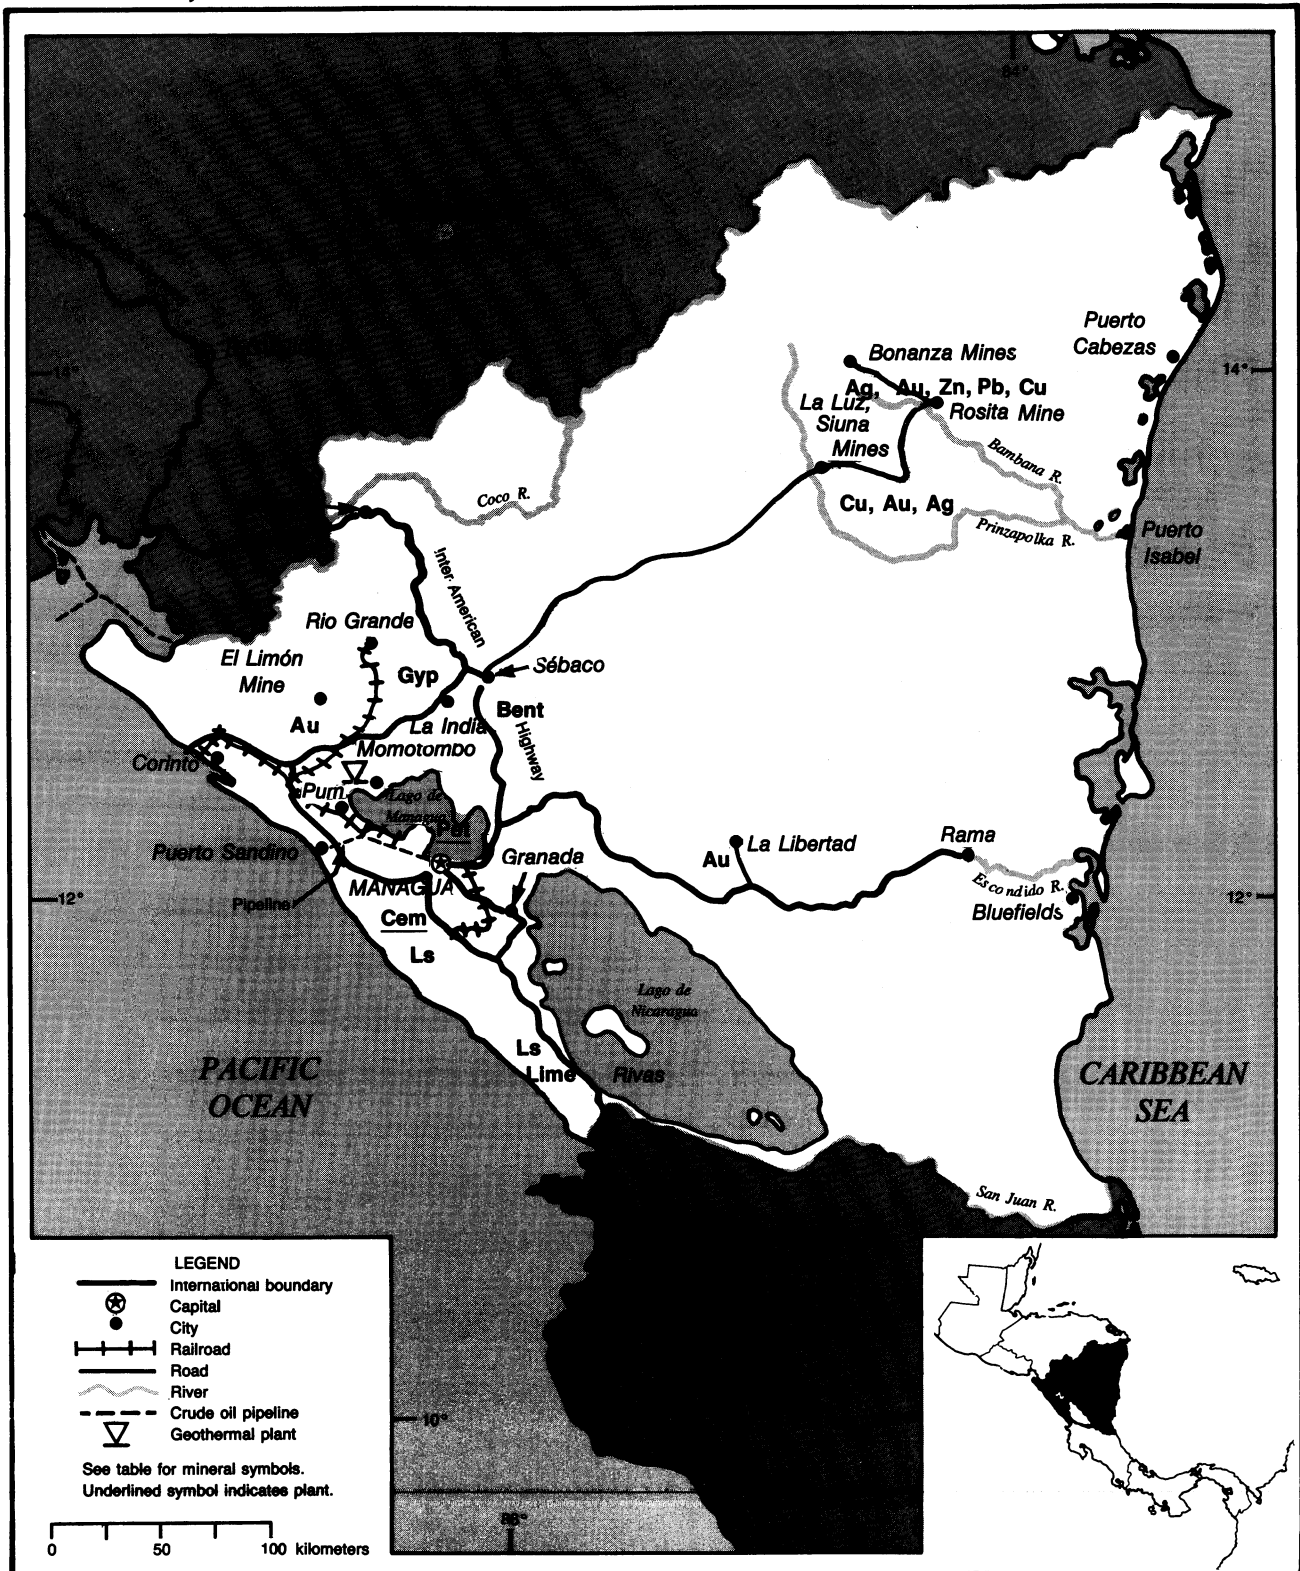 84°
14°
14°
Puerto
Cabezas
Bonanza Mines
Ag, Au, Zn, Pb, Cu
La Luz,
Siuna
Mines
Rosita Mine
Bambana R.
Coco R.
Cu, Au, Ag
Prinzapolka R.
Puerto
Isabel
Inter. American
Highway
Rio Grande
El Limón
Mine
Gyp
Sébaco
Au
Bent
La India
Momotombo
Corinto
Pum
Lago de
Managua
Pet
Puerto Sandino
Granada
Au
La Libertad
Rama
MANAGUA
Escondido R.
12°
12°
Pipeline
Cem
Bluefields
Ls
Lago de
Nicaragua
Ls
Lime
Rivas
PACIFIC
OCEAN
CARIBBEAN
SEA
San Juan R.
10°
86°
LEGEND
International boundary
Capital
City
Railroad
Road
River
Crude oil pipeline
Geothermal plant
See table for mineral symbols.
Underlined symbol indicates plant.
0 50 100 kilometers